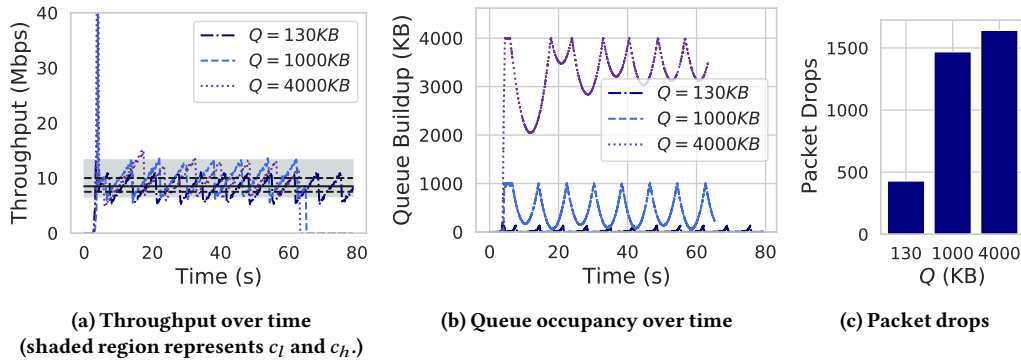 40
30
20
10
0
Throughput (Mbps)
Q = 130KB
Q = 1000KB
Q = 4000KB
0 20 40 60 80
Time (s)
(a) Throughput over time
(shaded region represents c_l and c_h.)
4000
3000
2000
1000
0
Queue Buildup (KB)
Q = 130KB
Q = 1000KB
Q = 4000KB
0 20 40 60 80
Time (s)
(b) Queue occupancy over time
1500
1000
500
0
Packet Drops
130 1000 4000
Q (KB)
(c) Packet drops